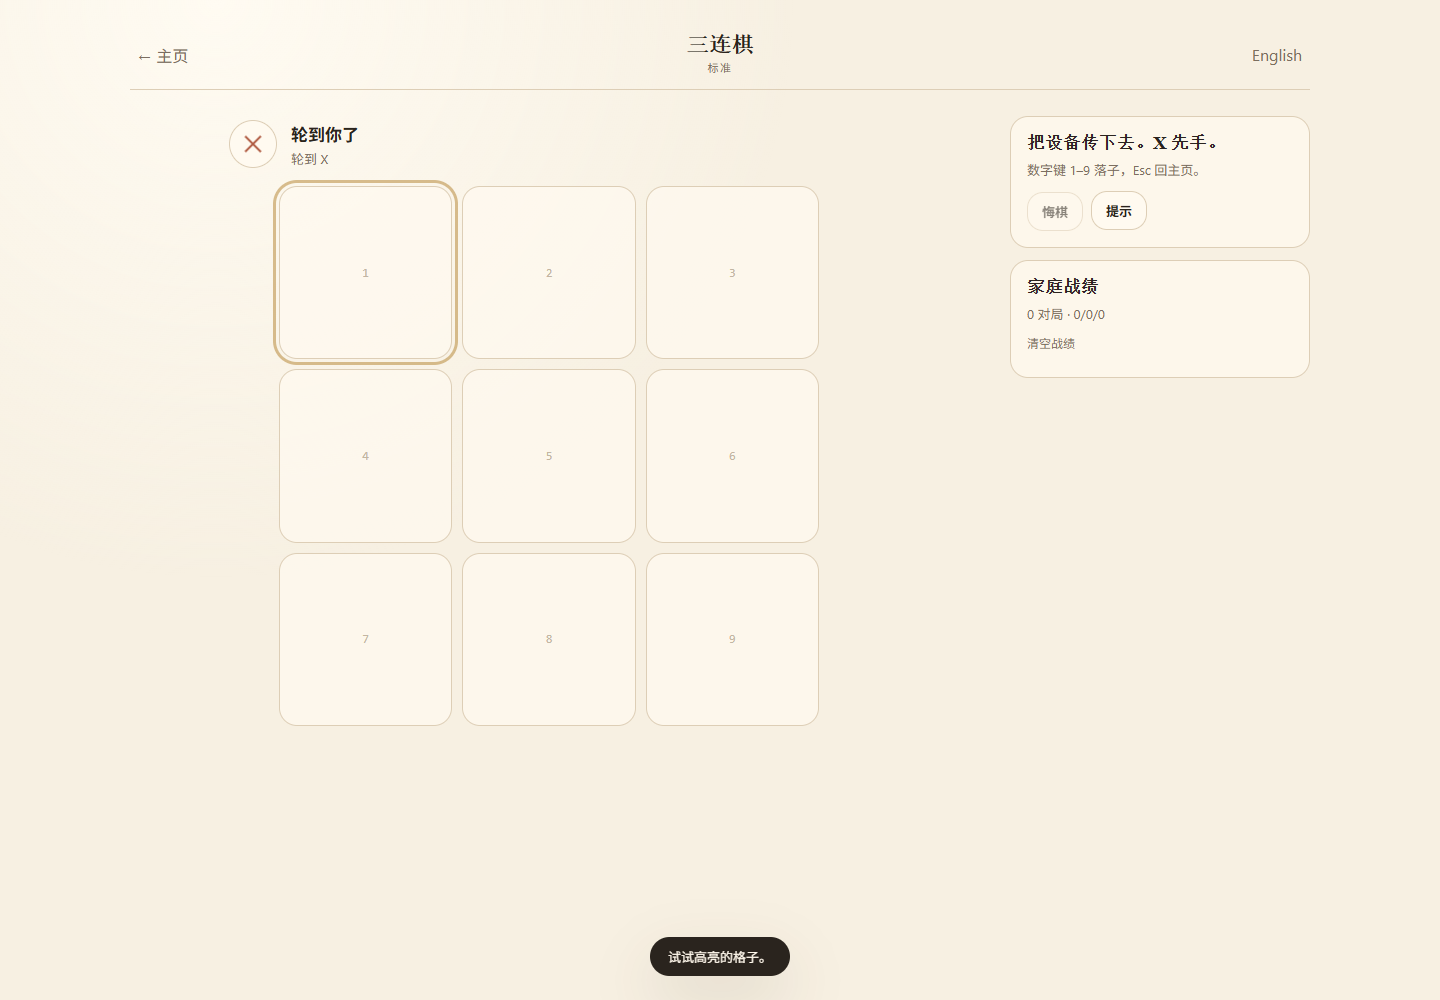 ← 主页
三连棋
标准
English
轮到你了
轮到 X
1
2
3
4
5
6
7
8
9
把设备传下去。X 先手。
数字键 1–9 落子，Esc 回主页。
悔棋
提示
家庭战绩
0 对局 · 0/0/0
清空战绩
试试高亮的格子。